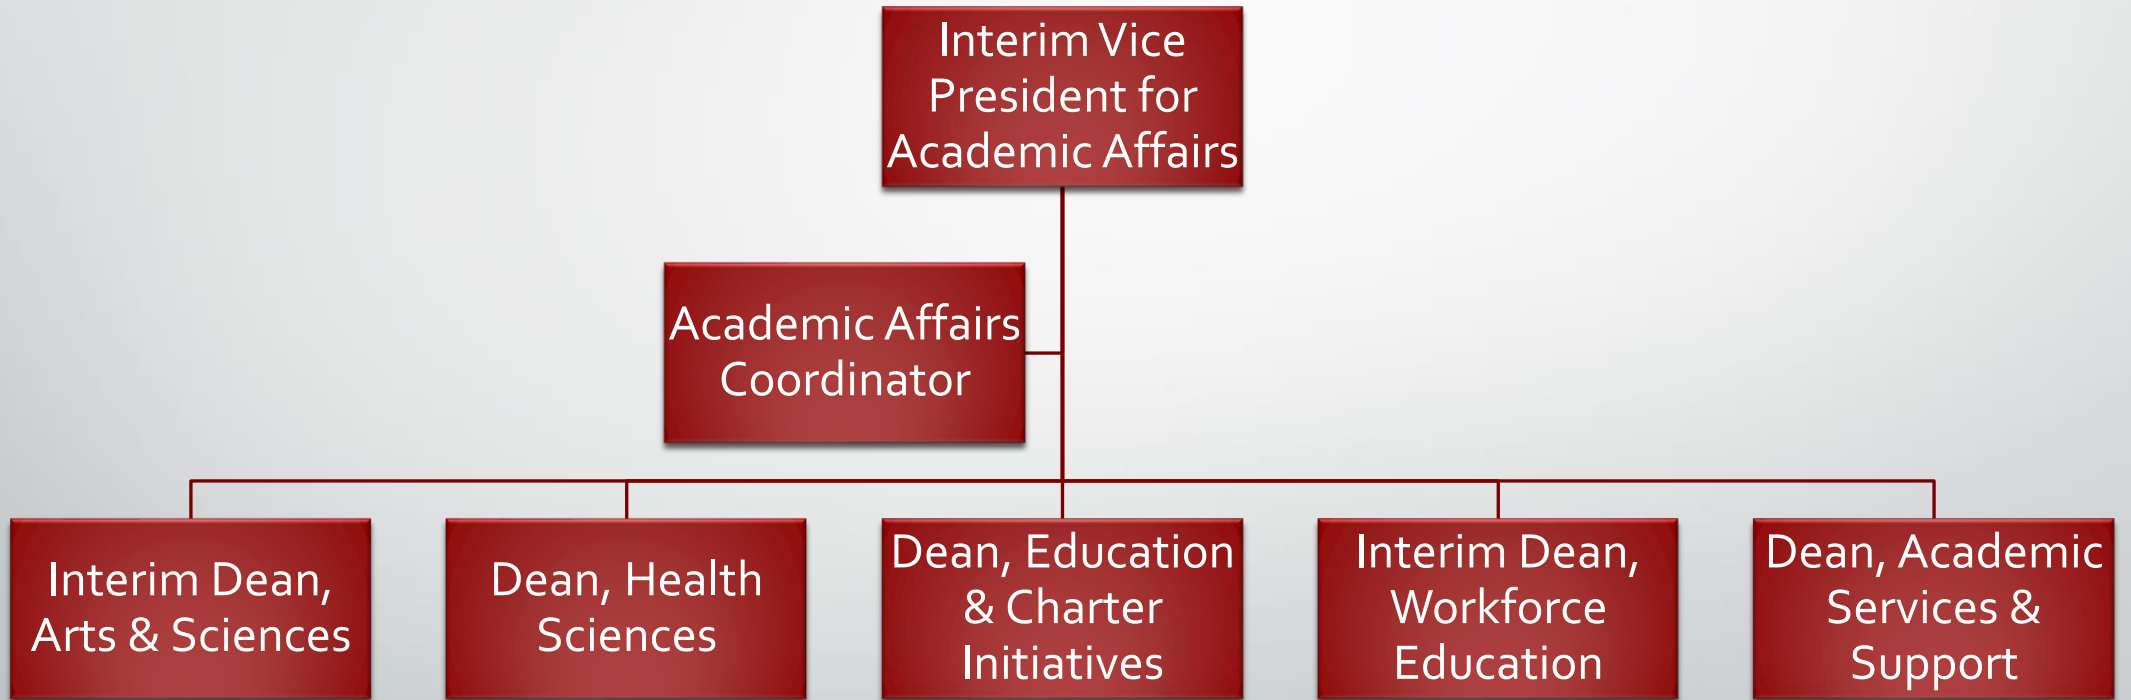 Interim Vice
President for
Academic Affairs
Academic Affairs
Coordinator
Interim Dean,
Arts & Sciences
Dean, Health
Sciences
Dean, Education
& Charter
Initiatives
Interim Dean,
Workforce
Education
Dean, Academic
Services &
Support